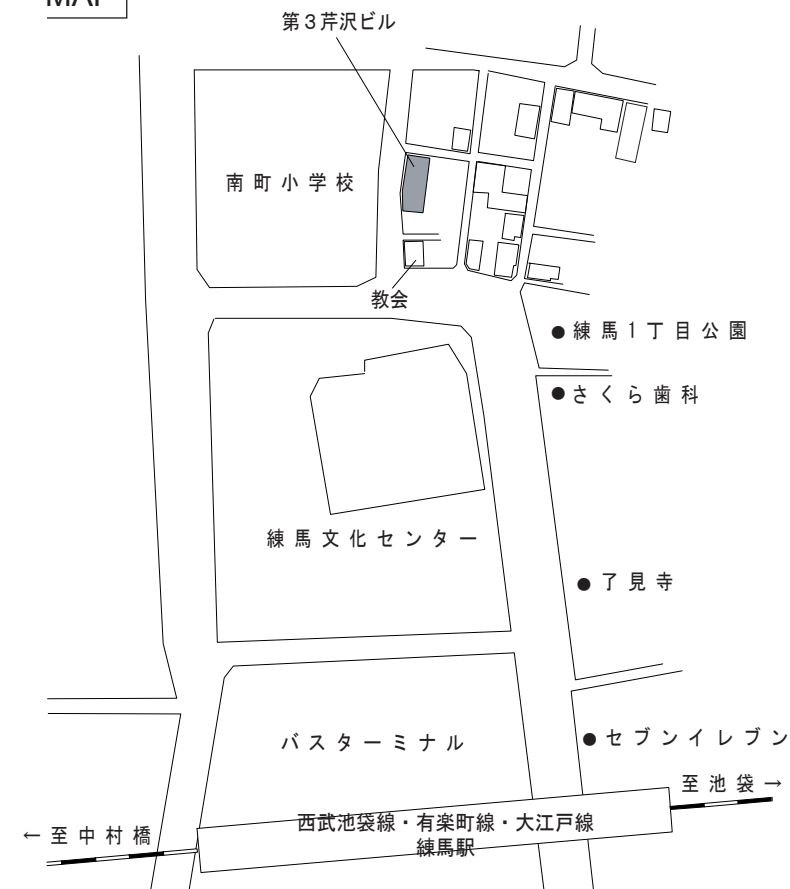 MAP
第3芹沢ビル
南町小学校
教会
●練馬1丁目公園
●さくら歯科
練馬文化センター
●了見寺
バスターミナル
●セブンイレブン
至池袋→
←至中村橋
西武池袋線・有楽町線・大江戸線
練馬駅